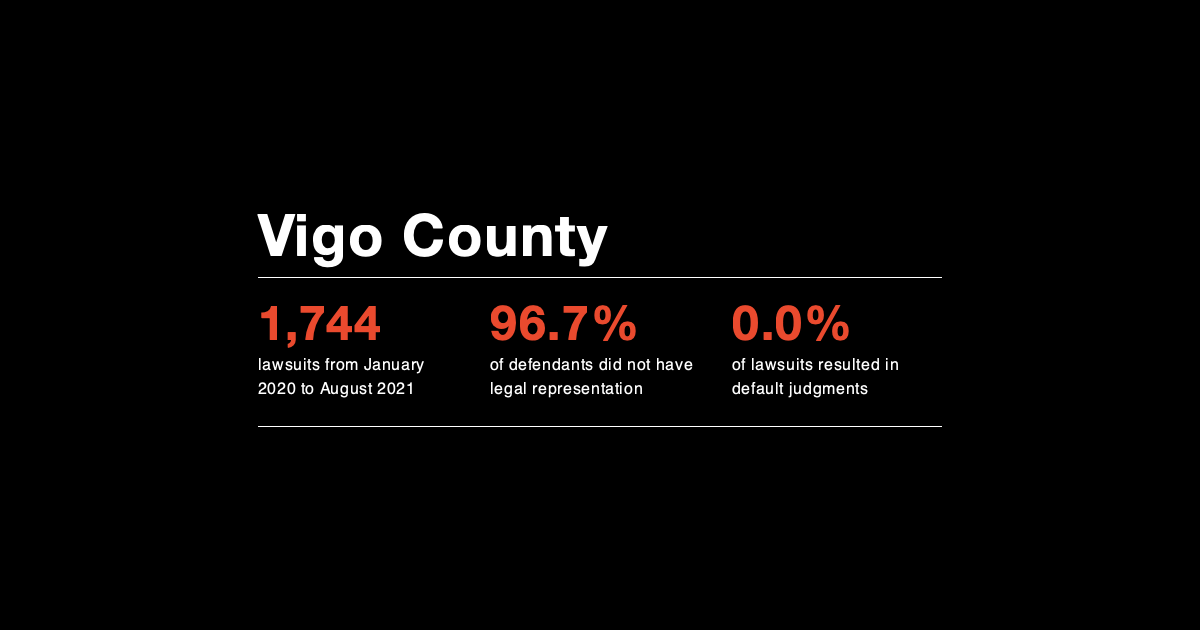 Vigo County
1,744
lawsuits from January
2020 to August 2021
96.7%
of defendants did not have
legal representation
0.0%
of lawsuits resulted in
default judgments